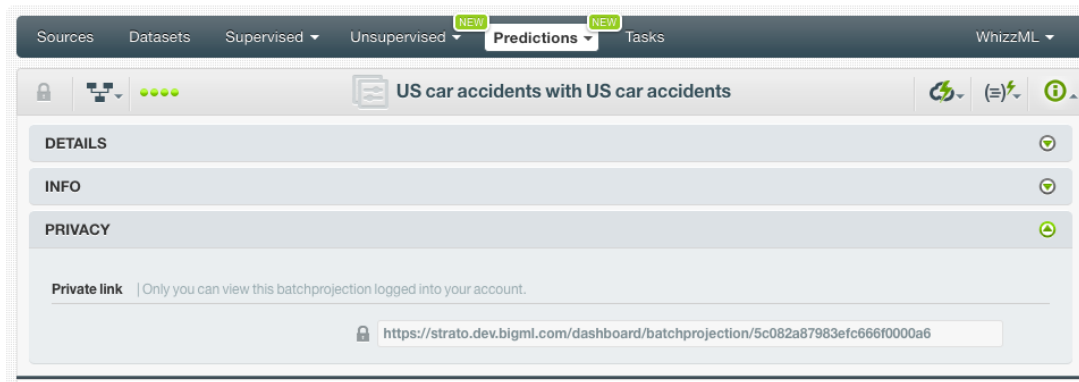 NEW NEW
Sources Datasets Supervised Unsupervised Predictions Tasks WhizzML
US car accidents with US car accidents
DETAILS
INFO
PRIVACY
Private link | Only you can view this batchprojection logged into your account.
https://strato.dev.bigml.com/dashboard/batchprojection/5c082a87983efc666f0000a6